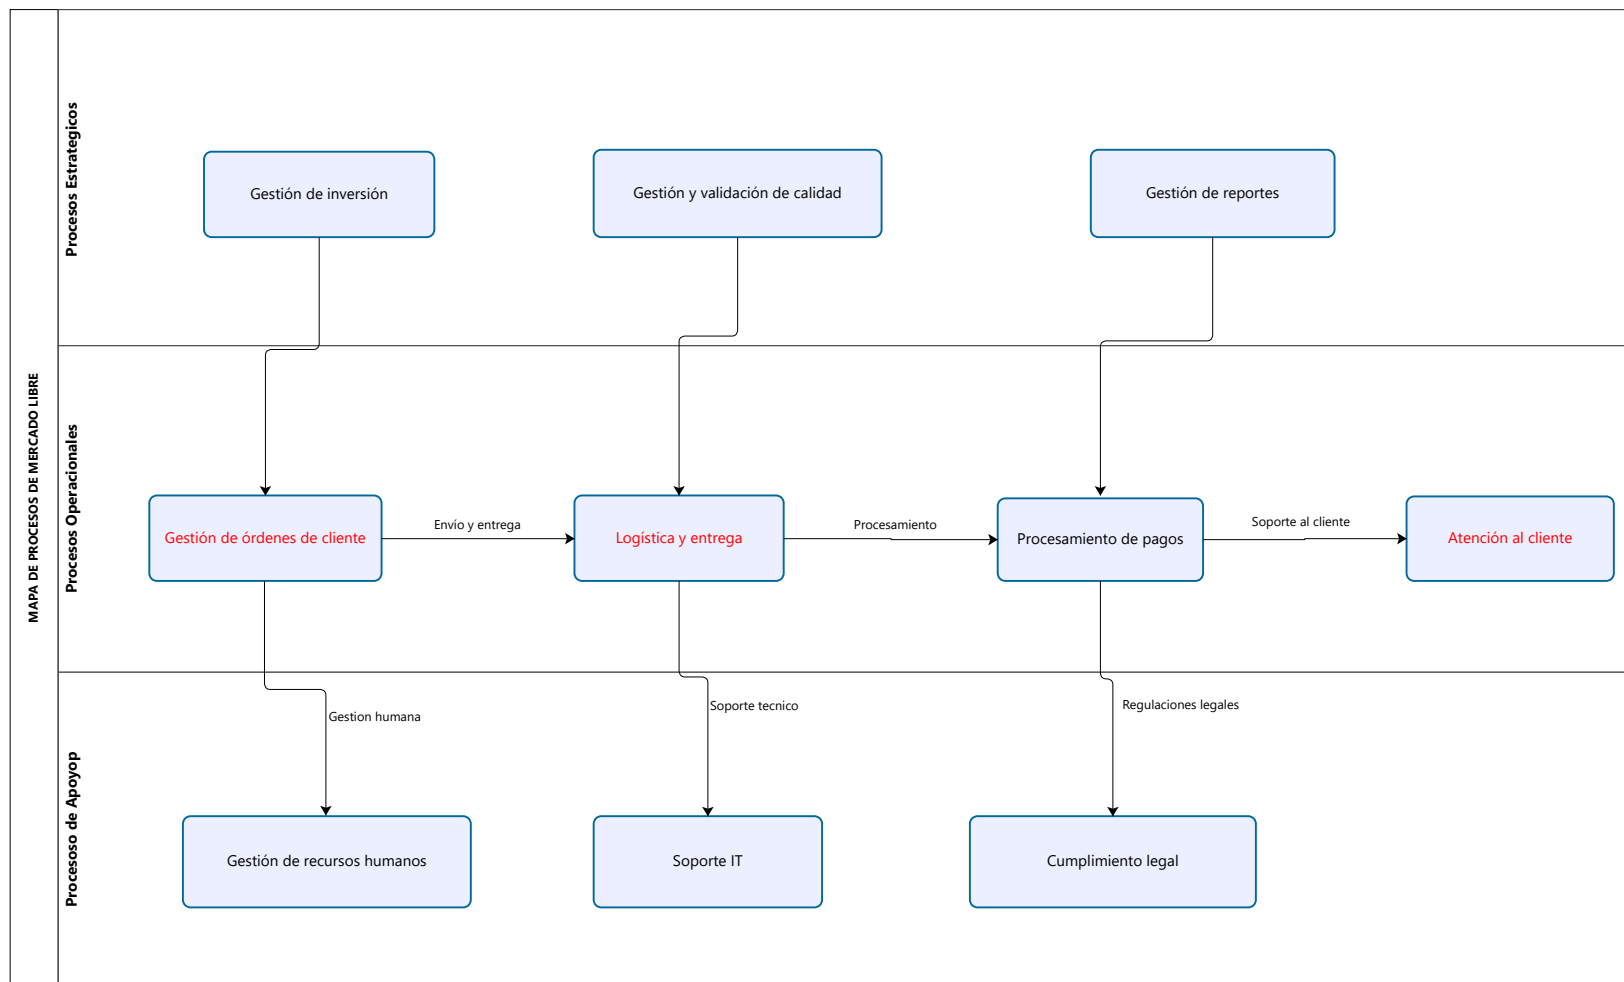 MAPA DE PROCESOS DE MERCADO LIBRE
Procesos Estrategicos
Gestión de inversión
Gestión y validación de calidad
Gestión de reportes
Procesos Operacionales
Gestión de órdenes de cliente
Envío y entrega
Logística y entrega
Procesamiento
Procesamiento de pagos
Soporte al cliente
Atención al cliente
Procesoso de Apoyop
Gestion humana
Soporte tecnico
Regulaciones legales
Gestión de recursos humanos
Soporte IT
Cumplimiento legal